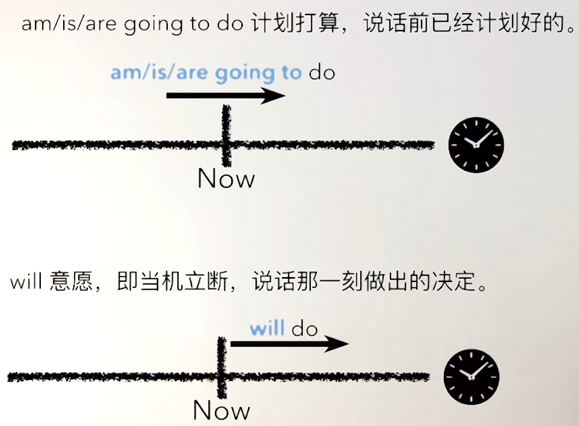 am/is/are going to do 计划打算，说话前已经计划好的。
am/is/are going to do
Now
will 意愿，即当机立断，说话那一刻做出的决定。
will do
Now